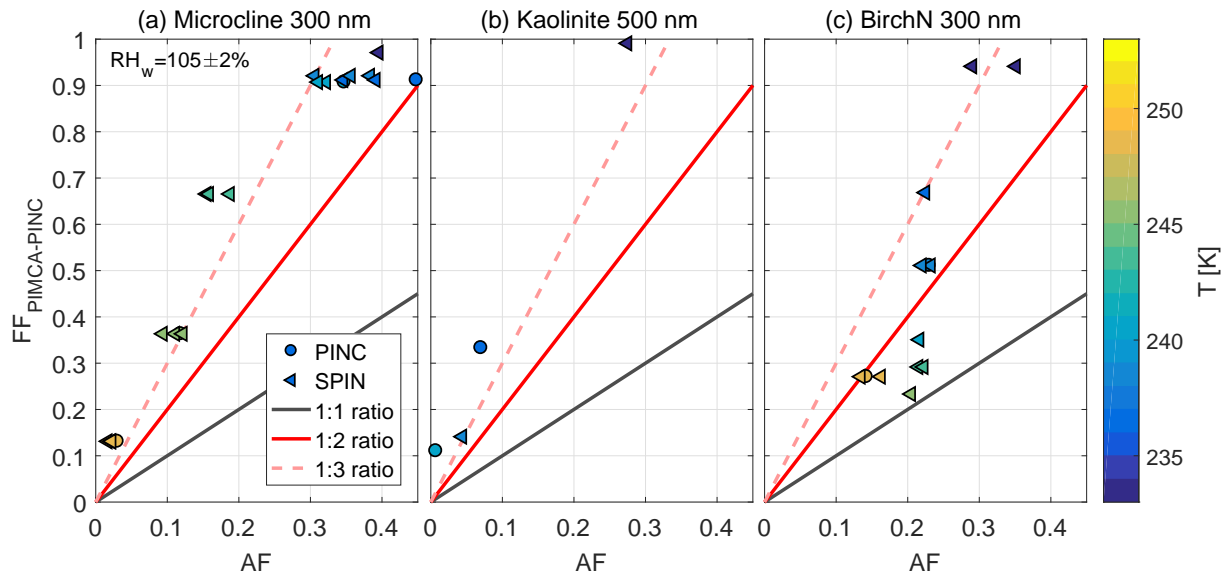 (a) Microcline 300 nm
(b) Kaolinite 500 nm
(c) BirchN 300 nm
RH_w=105±2%
FF_PIMCA-PINC
1
0.9
0.8
0.7
0.6
0.5
0.4
0.3
0.2
0.1
0
PINC
SPIN
1:1 ratio
1:2 ratio
1:3 ratio
0 0.1 0.2 0.3 0.4
0 0.1 0.2 0.3 0.4
0 0.1 0.2 0.3 0.4
AF
AF
AF
250
245
240
235
T [K]